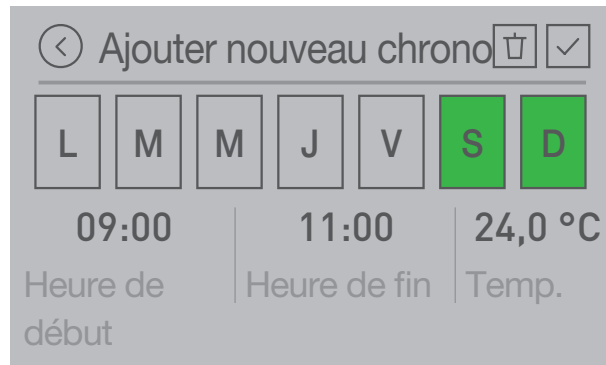 Ajouter nouveau chrono
L M M J V S D
09:00 11:00 24,0 °C
Heure de Heure de fin Temp.
début